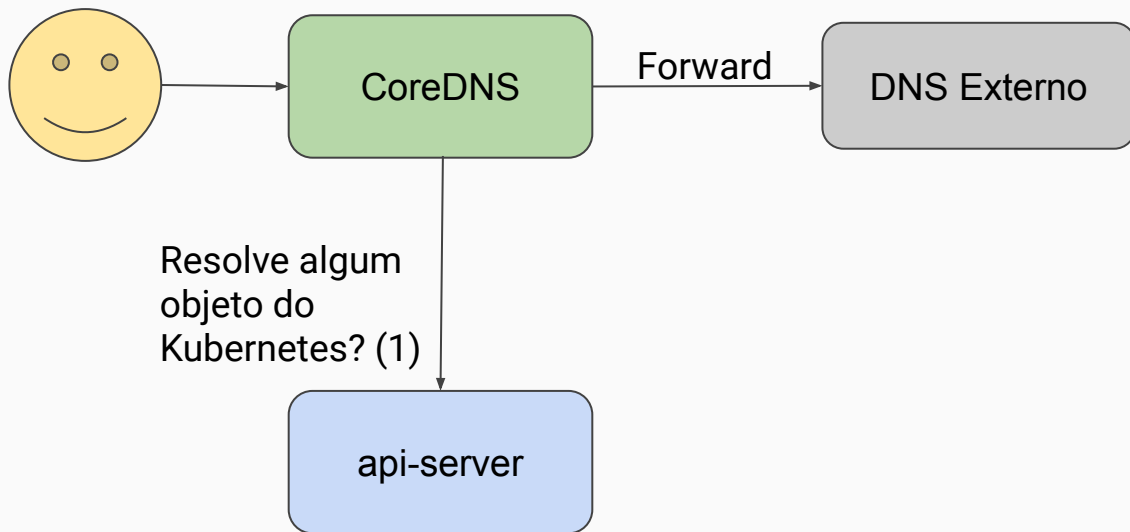 CoreDNS
Forward
DNS Externo
Resolve algum
objeto do
Kubernetes? (1)
api-server